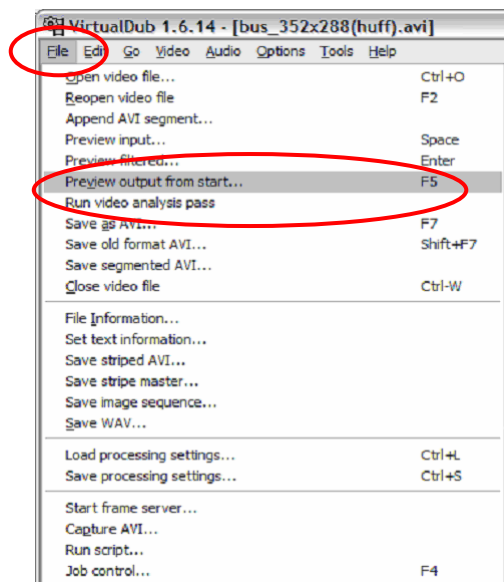 VirtualDub 1.6.14 - [bus_352x288(huff).avi]
File Edit Go Video Audio Options Tools Help
Open video file... Ctrl+O
Reopen video file F2
Append AVI segment...
Preview input... Space
Preview filtered... Enter
Preview output from start... F5
Run video analysis pass
Save as AVI... F7
Save old format AVI... Shift+F7
Save segmented AVI...
Close video file Ctrl-W
File Information...
Set text information...
Save striped AVI...
Save stripe master...
Save image sequence...
Save WAV...
Load processing settings... Ctrl+L
Save processing settings... Ctrl+S
Start frame server...
Capture AVI...
Run script...
Job control... F4